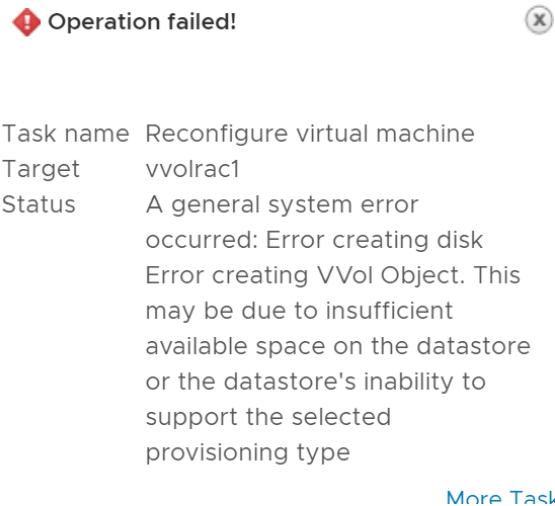 Operation failed!
Task name Reconfigure virtual machine
Target vvolrac1
Status A general system error
occurred: Error creating disk
Error creating VVol Object. This
may be due to insufficient
available space on the datastore
or the datastore's inability to
support the selected
provisioning type
More Task